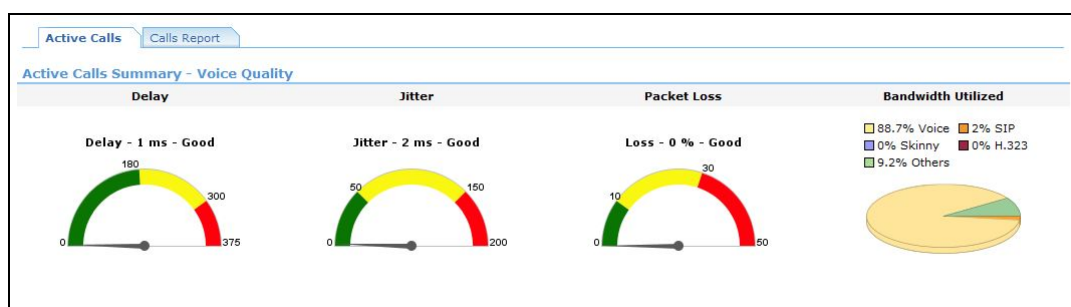 Active Calls
Calls Report
Active Calls Summary - Voice Quality
Delay
Jitter
Packet Loss
Bandwidth Utilized
Delay - 1 ms - Good
0
180
300
375
Jitter - 2 ms - Good
0
50
150
200
Loss - 0 % - Good
0
10
30
50
88.7% Voice
2% SIP
0% Skinny
0% H.323
9.2% Others